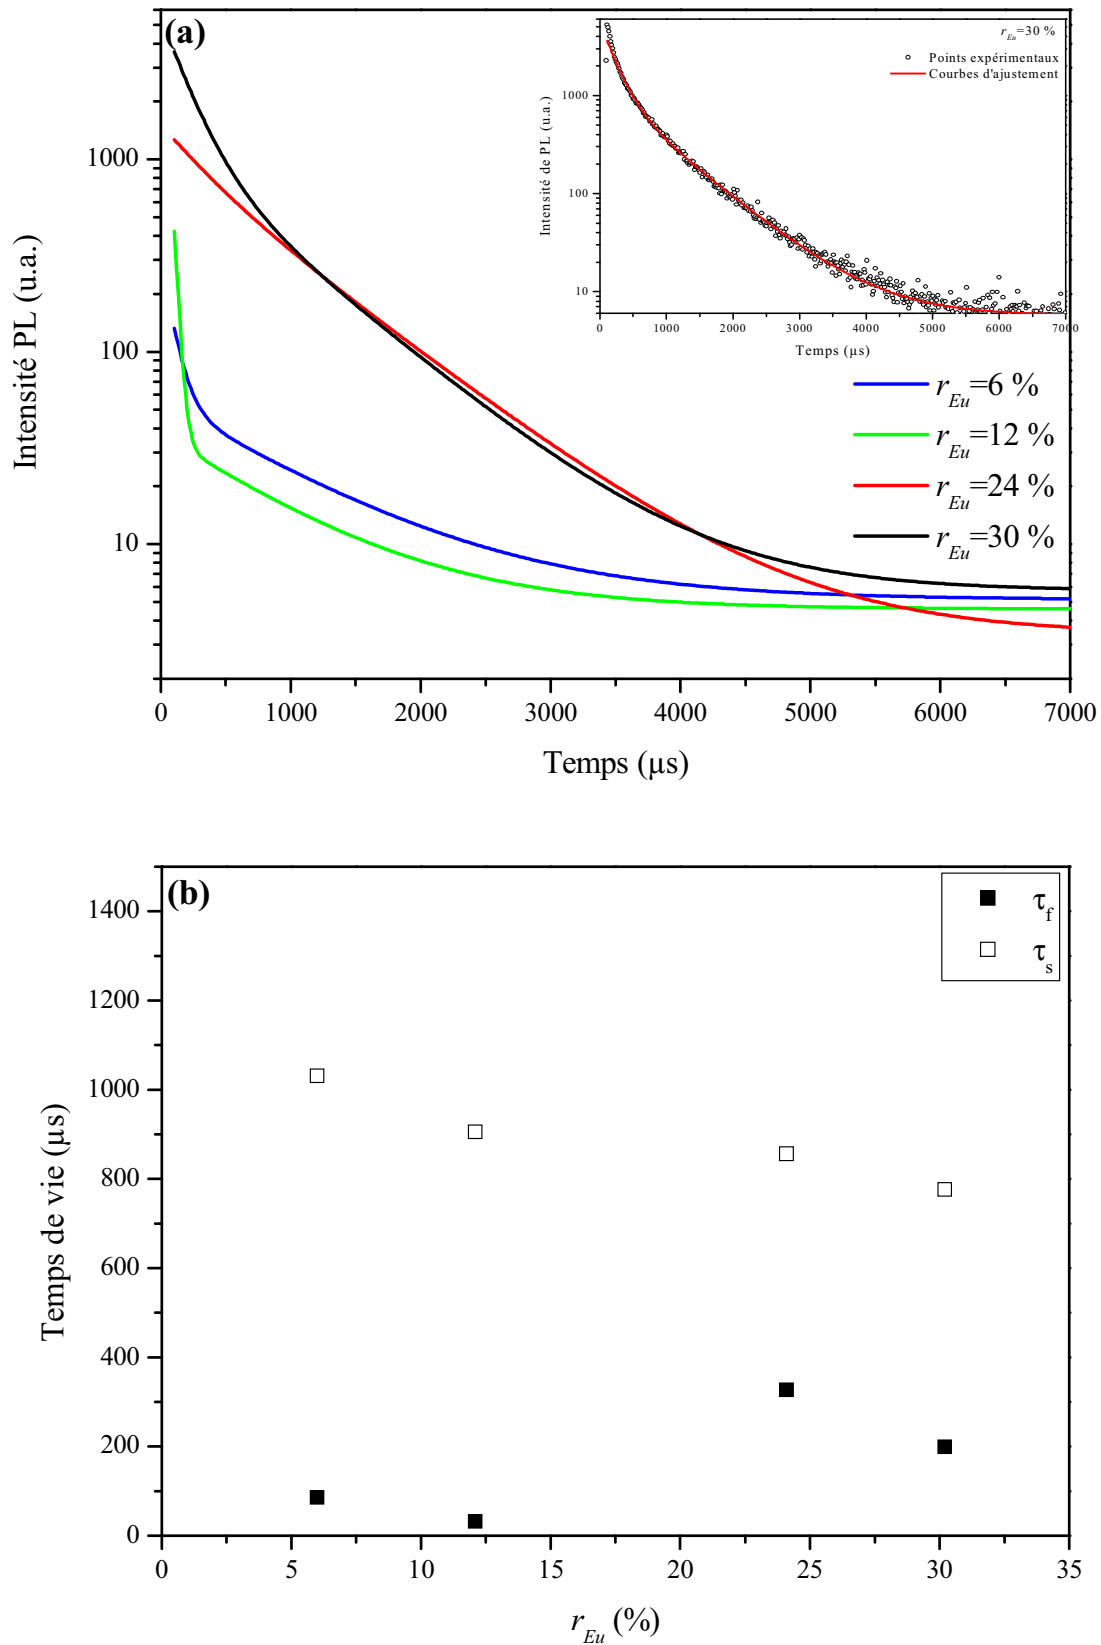 (a)
Intensité PL (u.a.)
1000
100
10
0 1000 2000 3000 4000 5000 6000 7000
Temps (µs)
r_Eu=30 %
Points expérimentaux
Courbes d'ajustement
Intensité de PL (u.a.)
1000
100
10
0 1000 2000 3000 4000 5000 6000 7000
Temps (µs)
r_Eu=6 %
r_Eu=12 %
r_Eu=24 %
r_Eu=30 %
(b)
Temps de vie (µs)
1400
1200
1000
800
600
400
200
0
0 5 10 15 20 25 30 35
r_Eu (%)
τ_f
τ_s